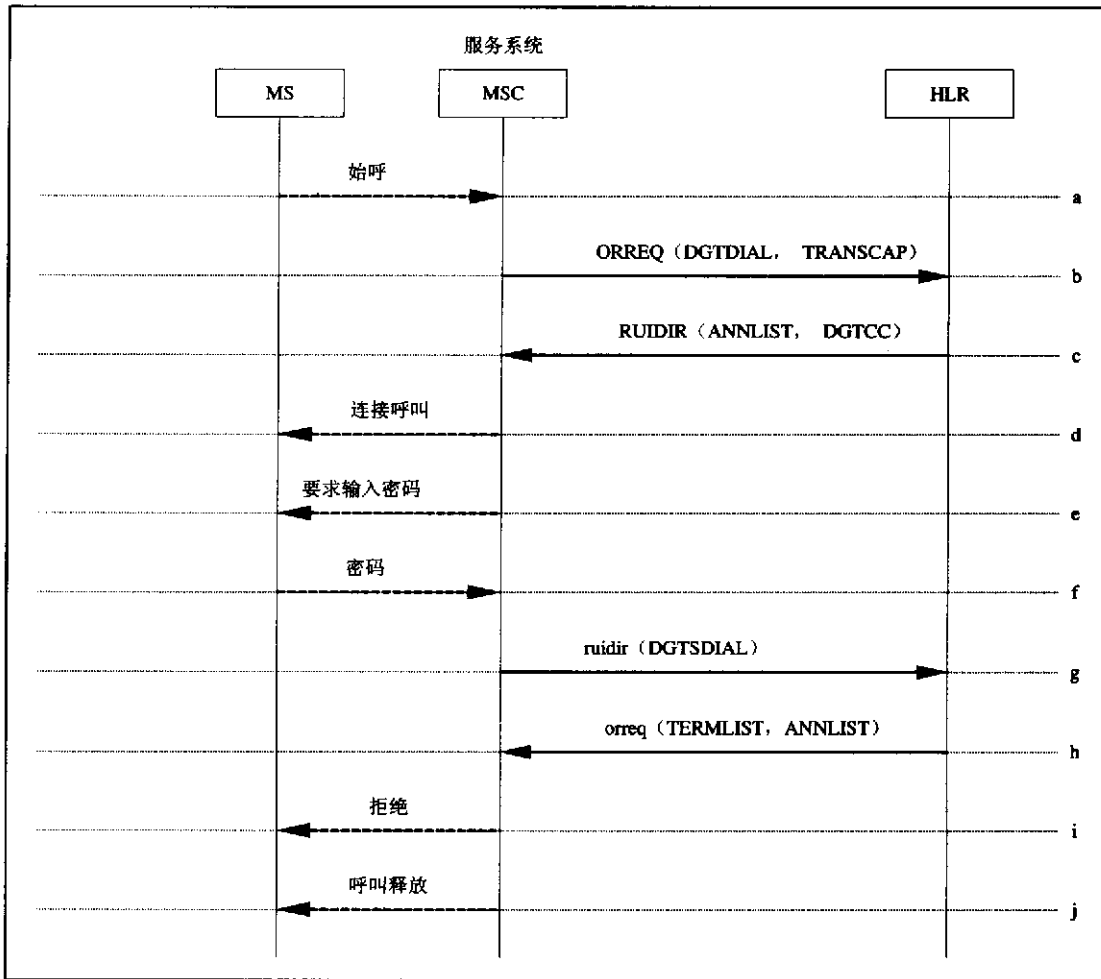 服务系统
MS
MSC
HLR
始呼
a
ORREQ（DGTDIAL， TRANSCAP）
b
RUIDIR（ANNLIST， DGTCC）
c
连接呼叫
d
要求输入密码
e
密码
f
ruidir（DGTSDIAL）
g
orreq（TERMLIST，ANNLIST）
h
拒绝
i
呼叫释放
j